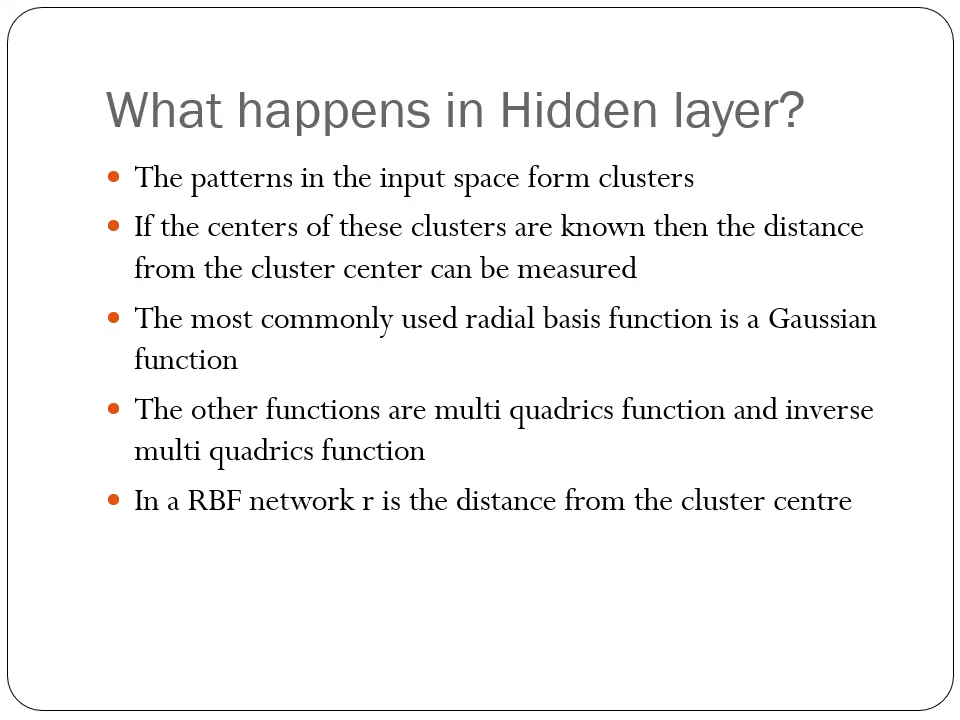 What happens in Hidden layer?
• The patterns in the input space form clusters
• If the centers of these clusters are known then the distance
from the cluster center can be measured
• The most commonly used radial basis function is a Gaussian
function
• The other functions are multi quadrics function and inverse
multi quadrics function
• In a RBF network r is the distance from the cluster centre